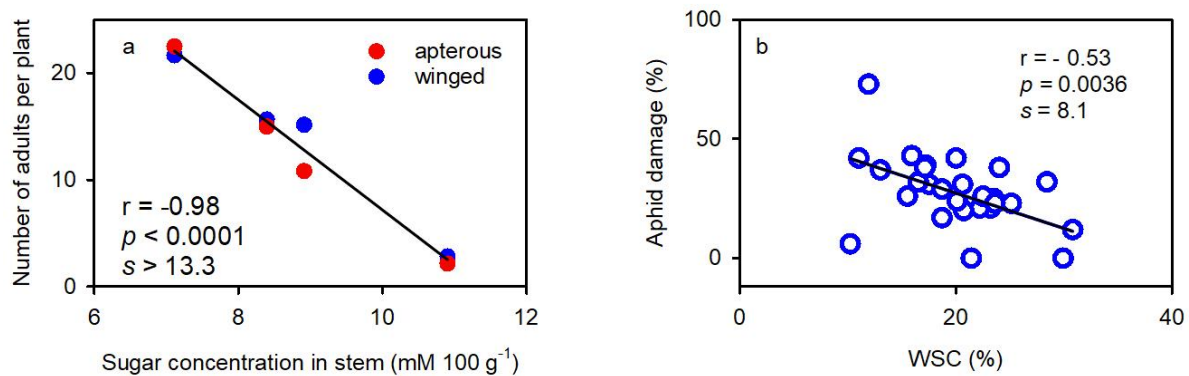 a
apterous
winged
r = -0.98
p < 0.0001
s > 13.3
Number of adults per plant
20
10
0
6
8
10
12
Sugar concentration in stem (mM 100 g⁻¹)
b
r = - 0.53
p = 0.0036
s = 8.1
Aphid damage (%)
100
50
0
0
20
40
WSC (%)